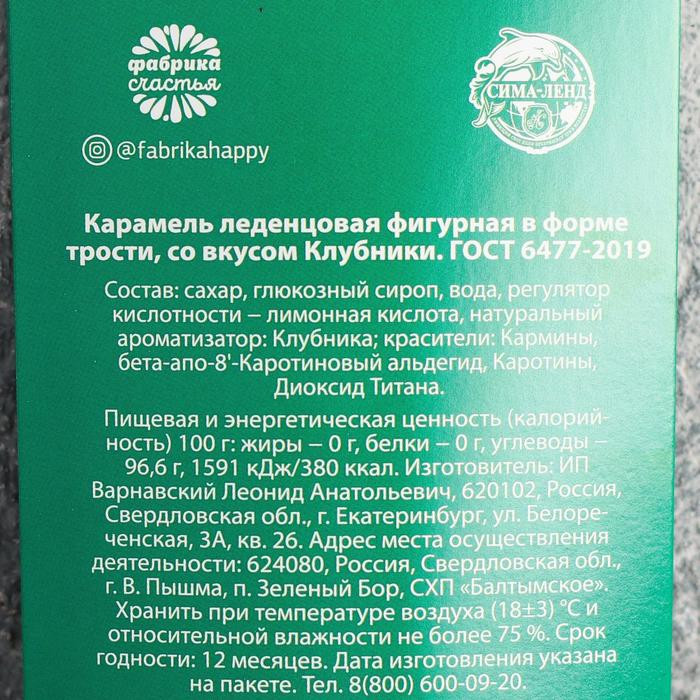 фабрика
счастья
СИМА-ЛЕНД
@fabrikahappy
Карамель леденцовая фигурная в форме
трости, со вкусом Клубники. ГОСТ 6477-2019
Состав: сахар, глюкозный сироп, вода, регулятор
кислотности – лимонная кислота, натуральный
ароматизатор: Клубника; красители: Кармины,
бета-апо-8'-Каротиновый альдегид, Каротины,
Диоксид Титана.
Пищевая и энергетическая ценность (калорий-
ность) 100 г: жиры – 0 г, белки – 0 г, углеводы –
96,6 г, 1591 кДж/380 ккал. Изготовитель: ИП
Варнавский Леонид Анатольевич, 620102, Россия,
Свердловская обл., г. Екатеринбург, ул. Белоре-
ченская, 3А, кв. 26. Адрес места осуществления
деятельности: 624080, Россия, Свердловская обл.,
г. В. Пышма, п. Зеленый Бор, СХП «Балтымское».
Хранить при температуре воздуха (18±3) °С и
относительной влажности не более 75 %. Срок
годности: 12 месяцев. Дата изготовления указана
на пакете. Тел. 8(800) 600-09-20.